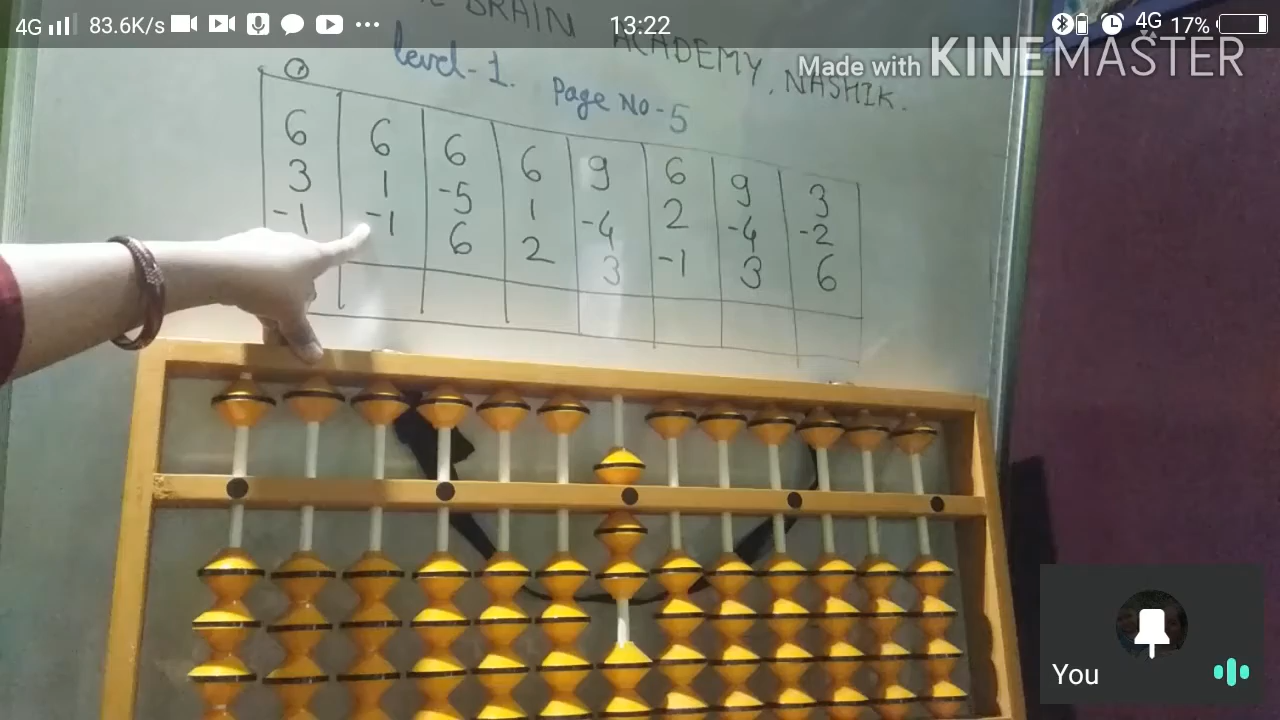 4G 83.6K/s 13:22 4G 17%
BRAIN ACADEMY, NASHIK.
Made with KINEMASTER
level-1. Page No-5
1
6 6 6 6 9 6 9 3
3 1 -5 1 -4 2 -4 -2
-1 -1 6 2 3 -1 3 6
You